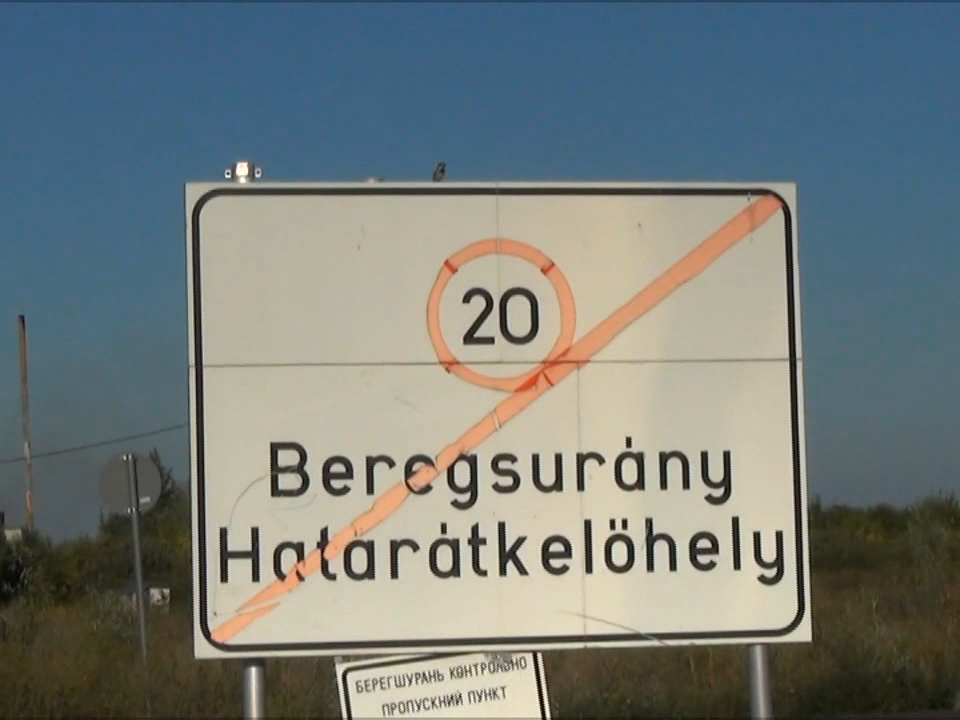 20
Beregsurány
Határátkelöhely
БЕРЕГШУРАНЬ КОНТРОЛЬНО
ПРОПУСКНИЙ ПУНКТ